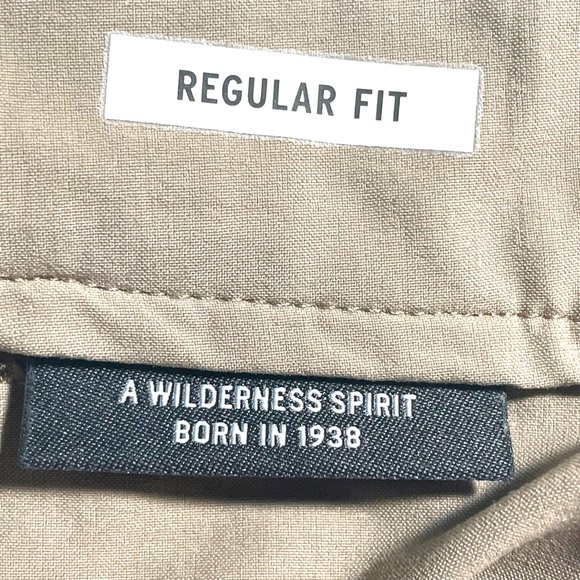 REGULAR FIT
A WILDERNESS SPIRIT
BORN IN 1938